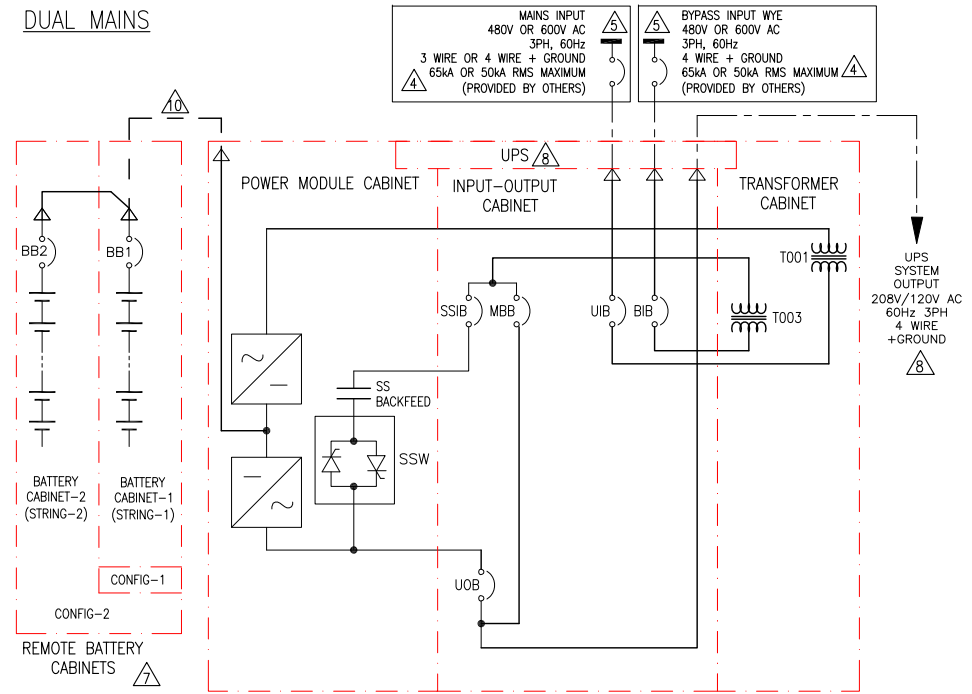 DUAL MAINS
MAINS INPUT
480V OR 600V AC
3PH, 60Hz
3 WIRE OR 4 WIRE + GROUND
65kA OR 50kA RMS MAXIMUM
(PROVIDED BY OTHERS)
4
5
5
BYPASS INPUT WYE
480V OR 600V AC
3PH, 60Hz
4 WIRE + GROUND
65kA OR 50kA RMS MAXIMUM
(PROVIDED BY OTHERS)
4
10
UPS
8
POWER MODULE CABINET
INPUT-OUTPUT
CABINET
TRANSFORMER
CABINET
BB2
BB1
T001
UPS
SYSTEM
OUTPUT
208V/120V AC
60Hz 3PH
4 WIRE
+GROUND
8
SSIB
MBB
UIB
BIB
T003
SS
BACKFEED
SSW
BATTERY
CABINET-2
(STRING-2)
BATTERY
CABINET-1
(STRING-1)
UOB
CONFIG-1
CONFIG-2
REMOTE BATTERY
CABINETS
7